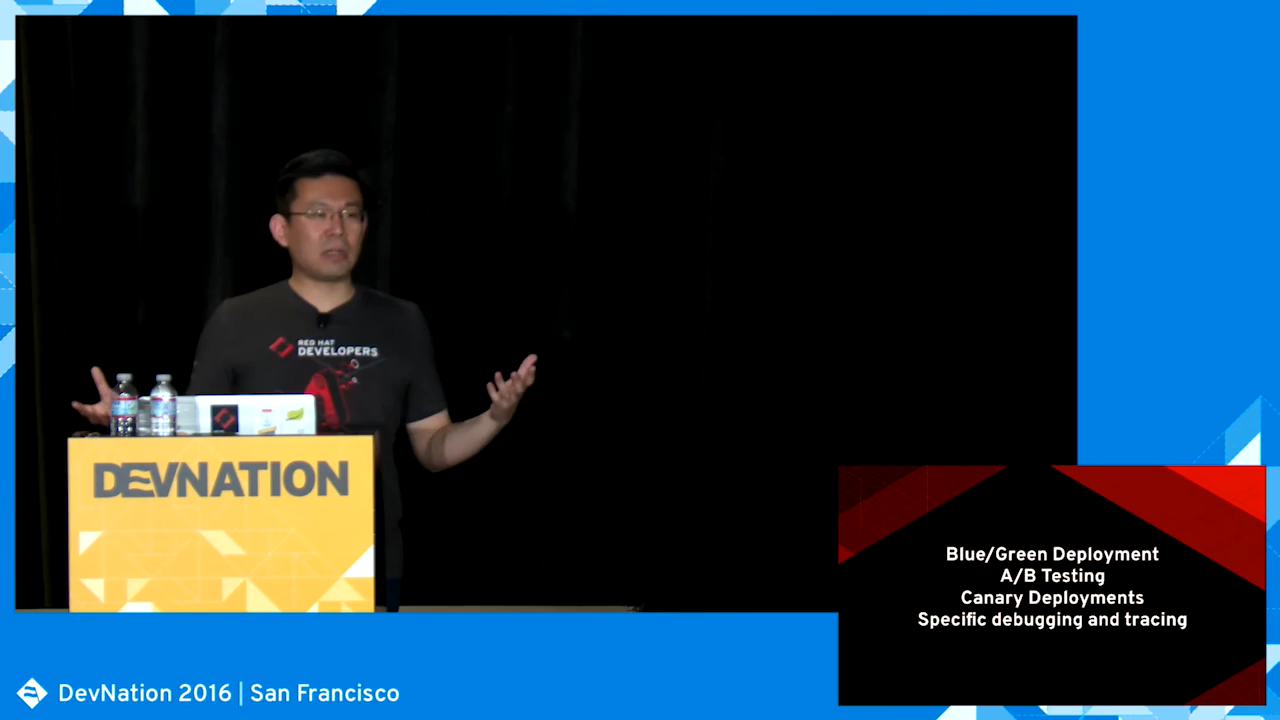 RED HAT
DEVELOPERS
DEVNATION
Blue/Green Deployment
A/B Testing
Canary Deployments
Specific debugging and tracing
DevNation 2016 | San Francisco